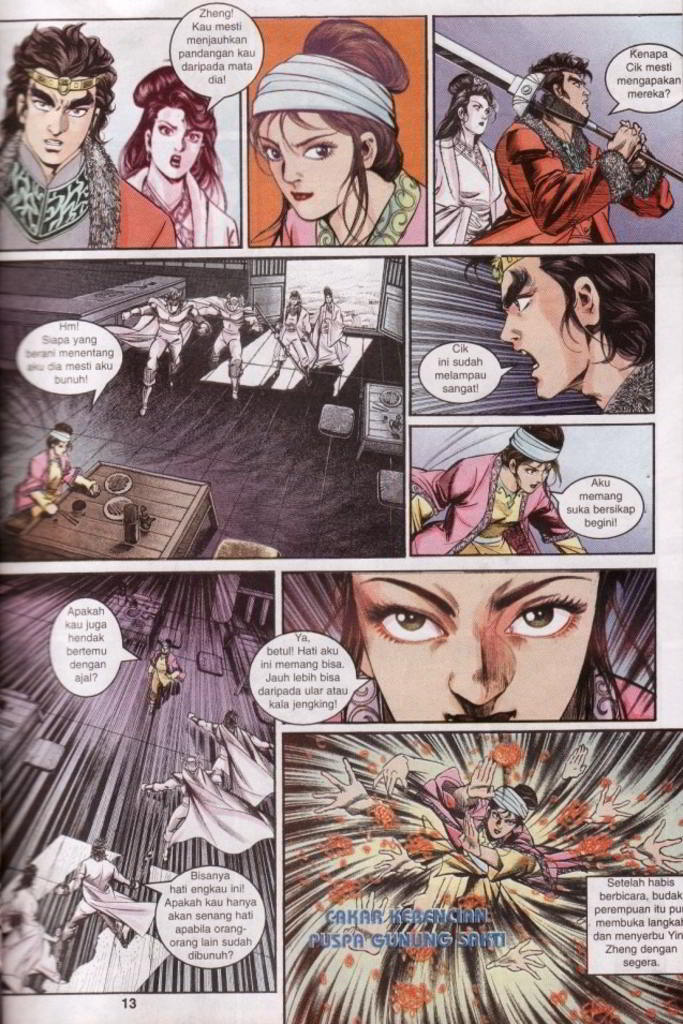 Zheng!
Kau mesti
menjauhkan
pandangan kau
daripada mata
dia!
Kenapa
Cik mesti
mengapakan
mereka?
Hm!
Siapa yang
berani menentang
aku dia mesti aku
bunuh!
Cik
ini sudah
melampau
sangat!
Aku
memang
suka bersikap
begini!
Apakah
kau juga
hendak
bertemu
dengan
ajal?
Ya,
betul! Hati aku
ini memang bisa.
Jauh lebih bisa
daripada ular atau
kala jengking!
Bisanya
hati engkau ini!
Apakah kau hanya
akan senang hati
apabila orang-
orang lain sudah
dibunuh?
CAKAR KEBENCIAN
PUSPA GUNUNG SAKTI
Setelah habis
berbicara, budak
perempuan itu pu
membuka langkah
dan menyerbu Yin
Zheng dengan
segera.
13